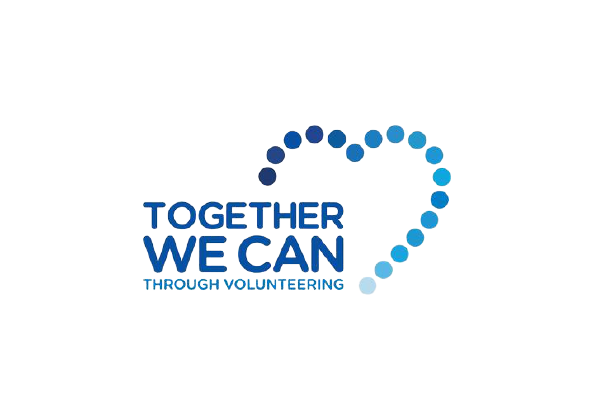 TOGETHER
WE CAN
THROUGH VOLUNTEERING